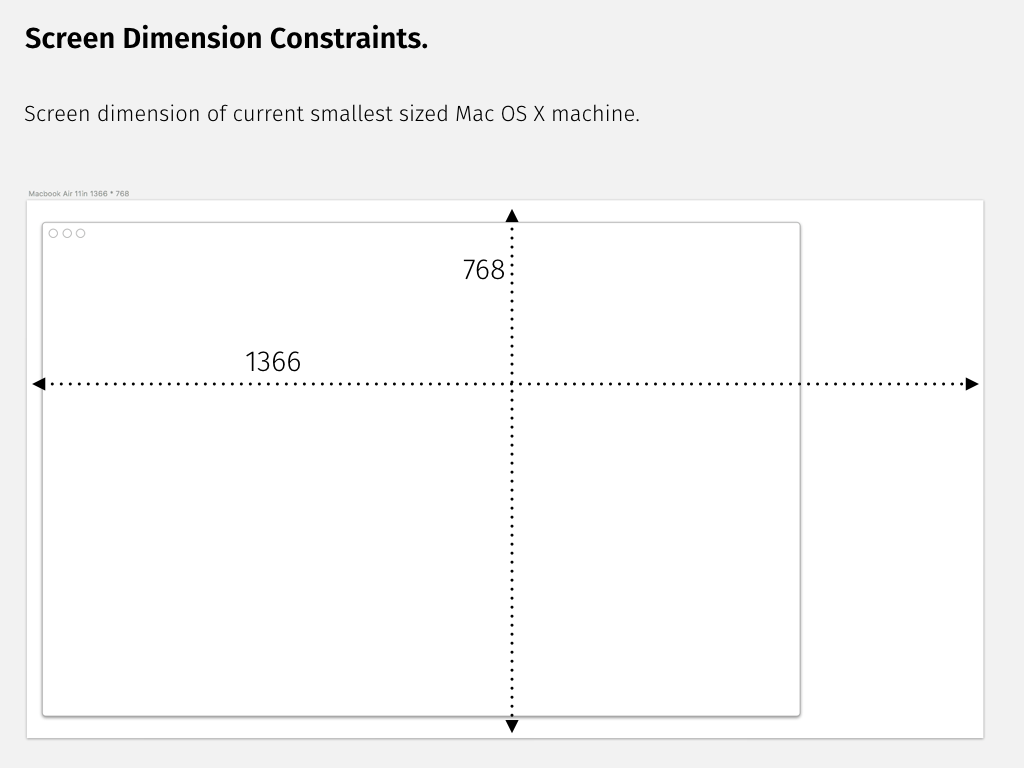 Screen Dimension Constraints.
Screen dimension of current smallest sized Mac OS X machine.
Macbook Air 11in 1366 * 768
768
1366